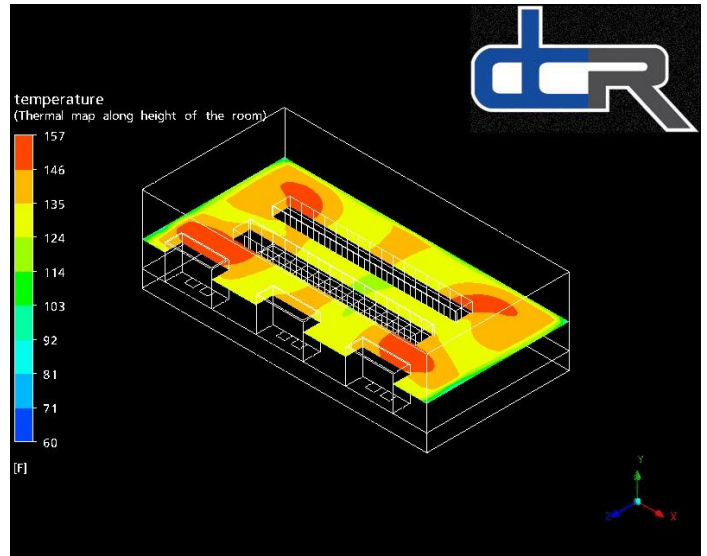 dcR
temperature
(Thermal map along height of the room)
157
146
135
124
114
103
92
81
71
60
[F]
Y
Z
X